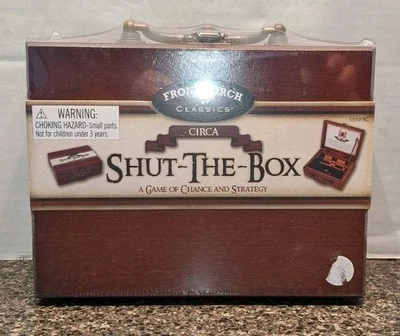 FRONT PORCH
CLASSICS
CIRCA
SHUT-THE-BOX
A GAME OF CHANCE AND STRATEGY
WARNING:
CHOKING HAZARD-Small parts.
Not for children under 3 years.